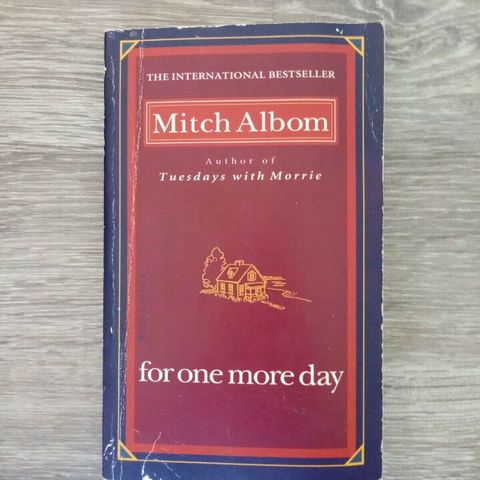 THE INTERNATIONAL BESTSELLER
Mitch Albom
Author of
Tuesdays with Morrie
for one more day